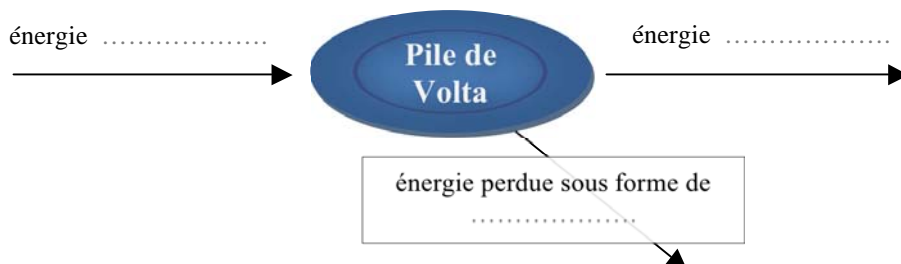 énergie ....................
énergie ....................
Pile de
Volta
énergie perdue sous forme de
....................